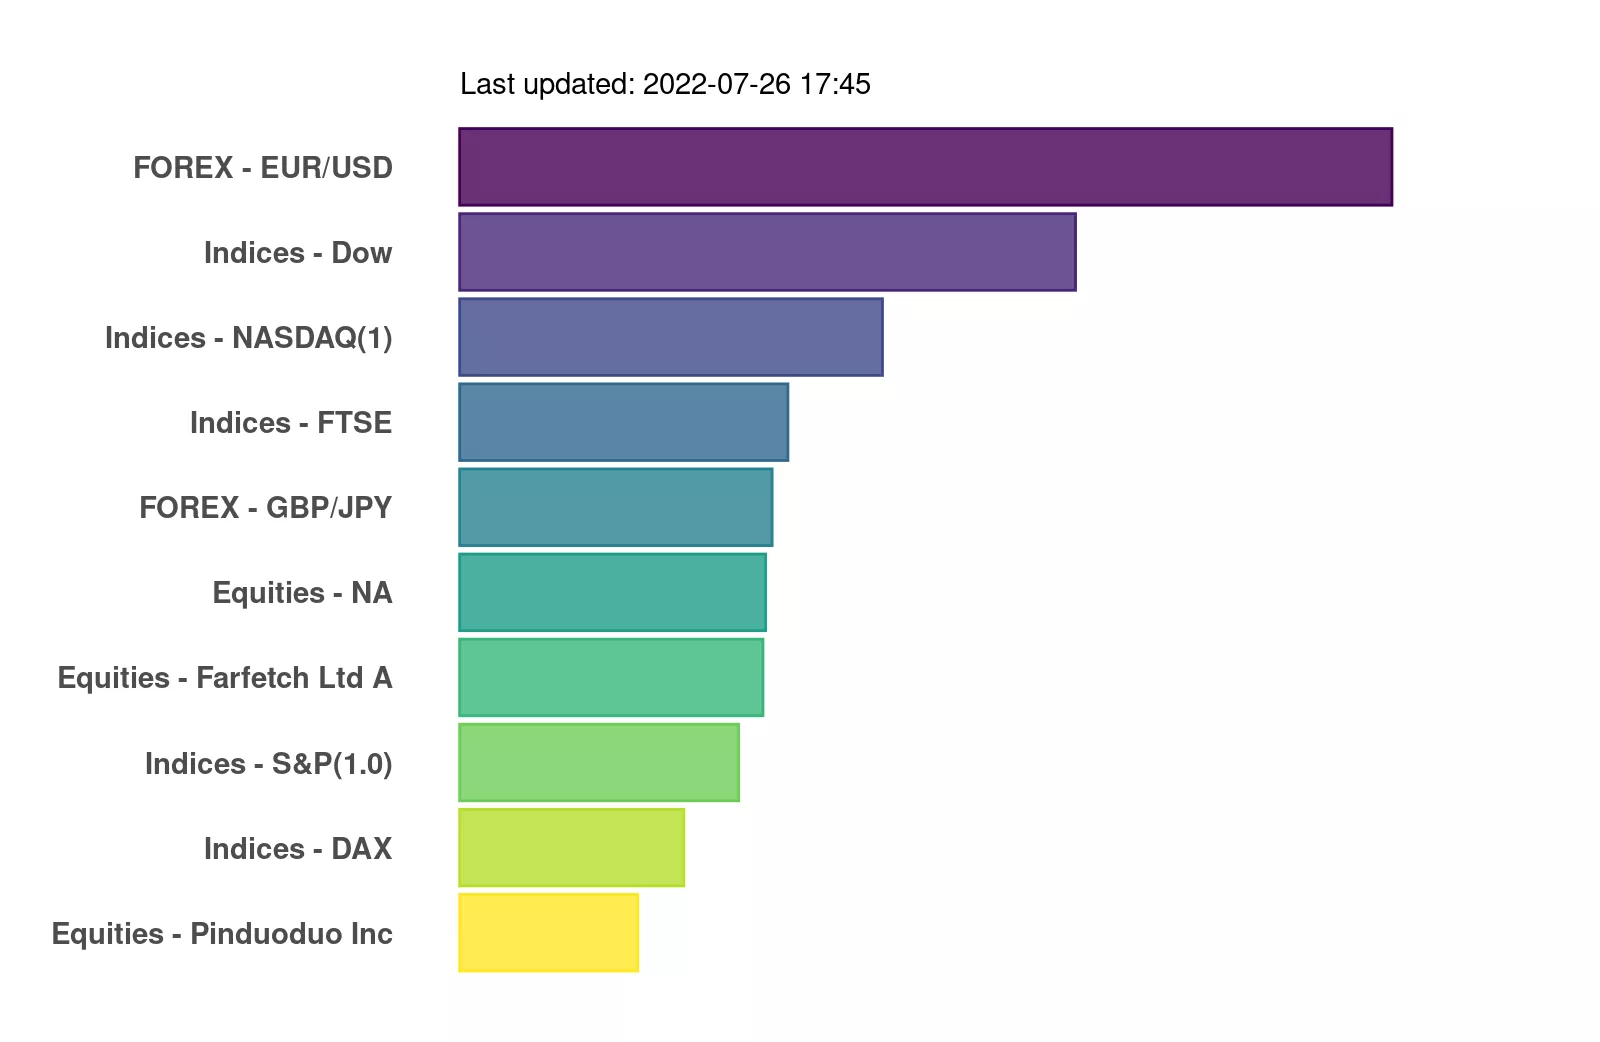 Last updated: 2022-07-26 17:45
FOREX - EUR/USD
Indices - Dow
Indices - NASDAQ(1)
Indices - FTSE
FOREX - GBP/JPY
Equities - NA
Equities - Farfetch Ltd A
Indices - S&P(1.0)
Indices - DAX
Equities - Pinduoduo Inc